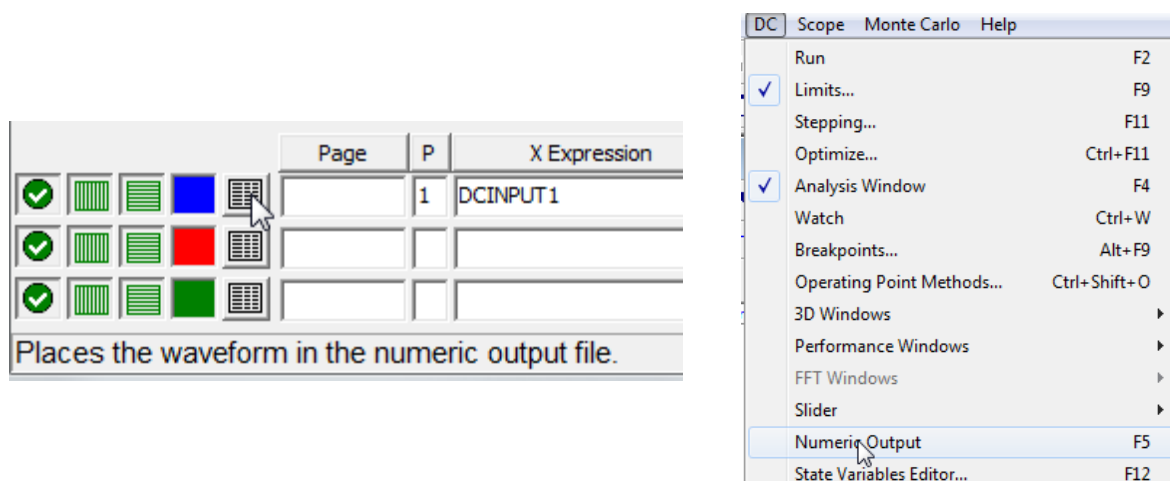 Page P X Expression
1 DCINPUT1
Places the waveform in the numeric output file.
DC Scope Monte Carlo Help
Run F2
Limits... F9
Stepping... F11
Optimize... Ctrl+F11
Analysis Window F4
Watch Ctrl+W
Breakpoints... Alt+F9
Operating Point Methods... Ctrl+Shift+O
3D Windows
Performance Windows
FFT Windows
Slider
Numeric Output F5
State Variables Editor... F12